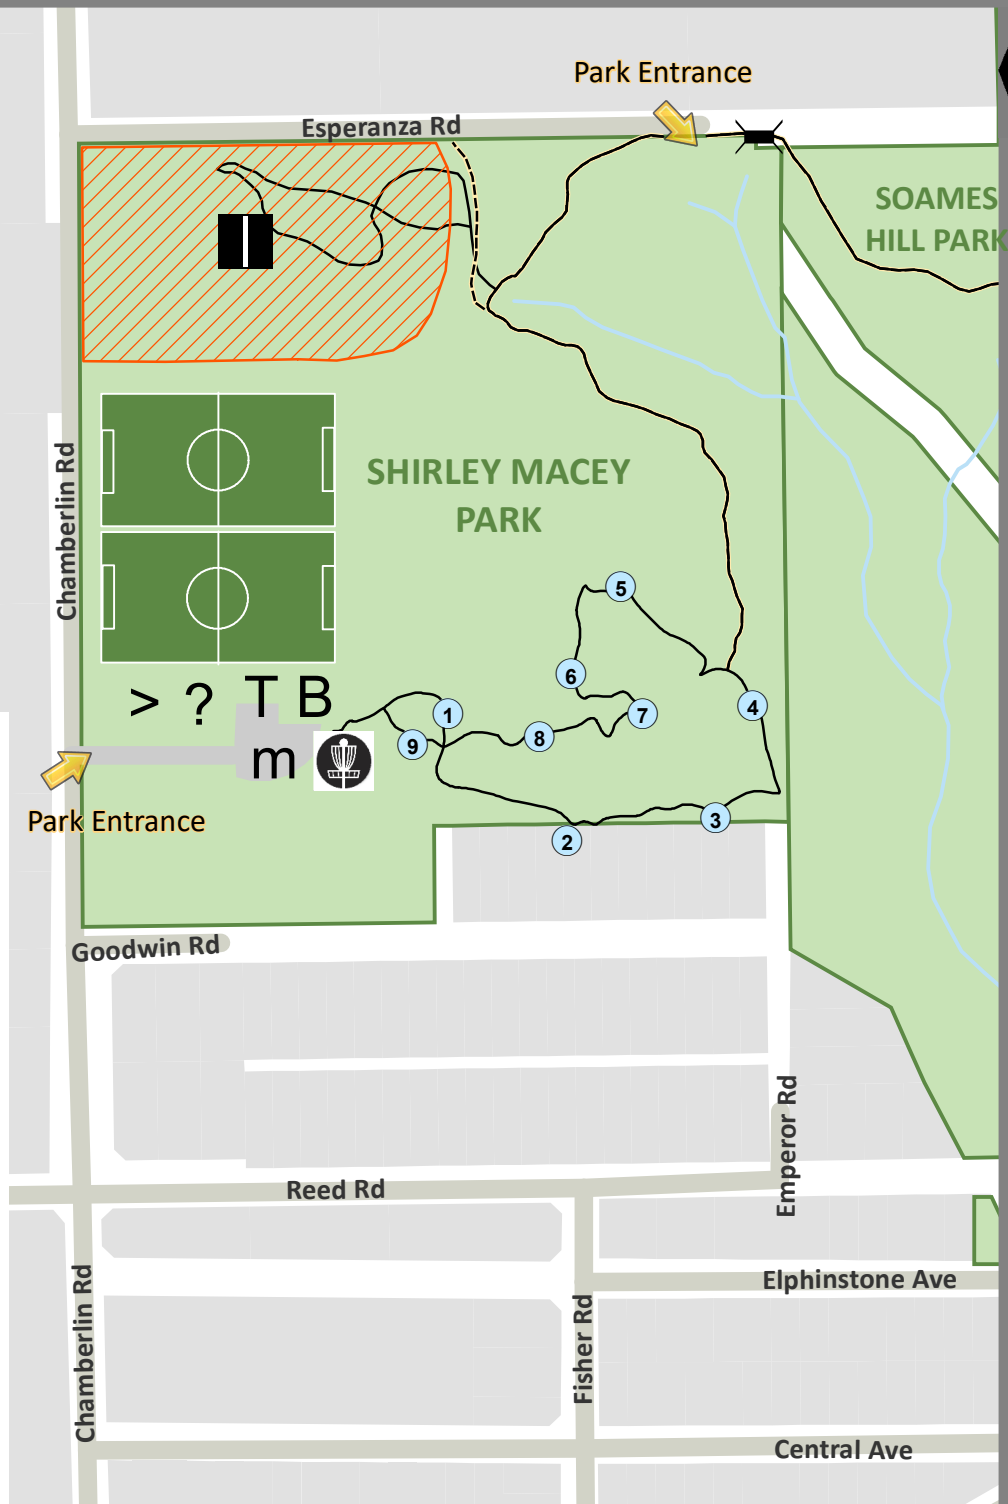 Park Entrance
Esperanza Rd
SOAMES
HILL PARK
Chamberlin Rd
SHIRLEY MACEY
PARK
5
6
> ? T B
1
7
4
8
9
m
Park Entrance
3
2
Goodwin Rd
Emperor Rd
Reed Rd
Elphinstone Ave
Chamberlin Rd
Fisher Rd
Central Ave